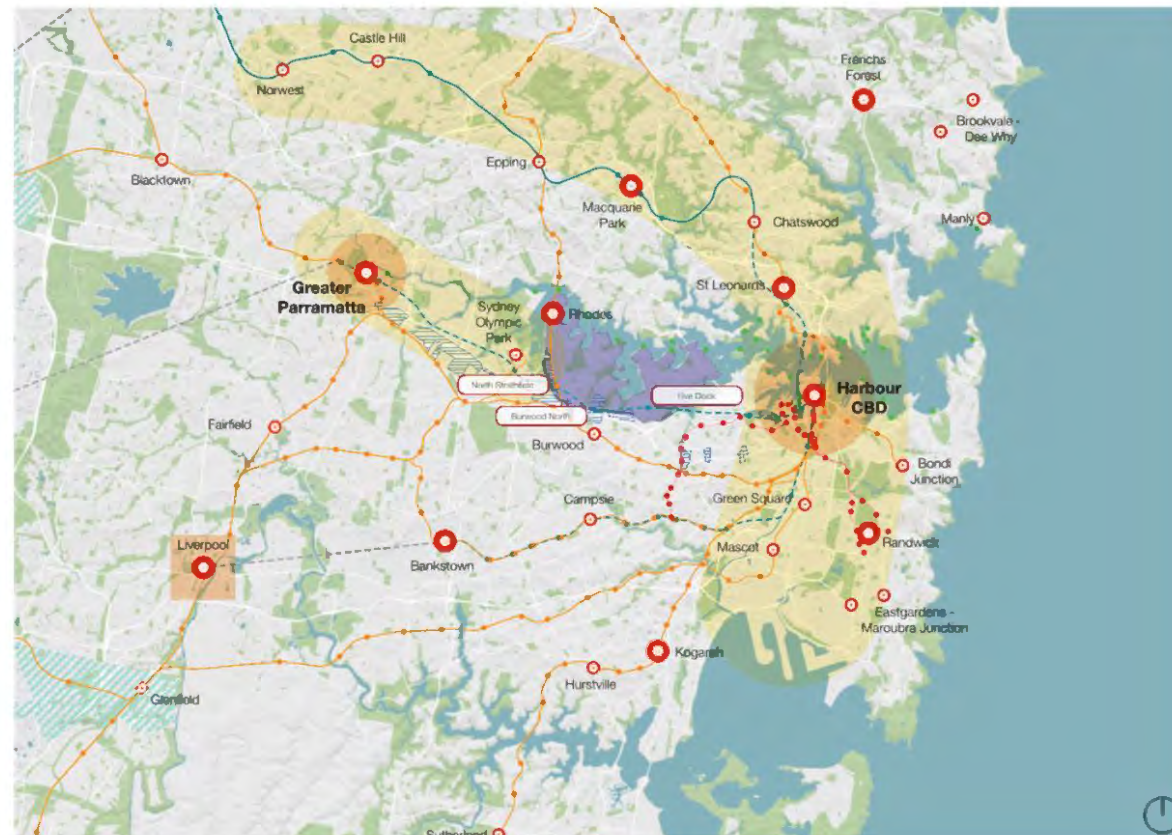 Castle Hill
Norwest
Frenchs
Forest
Brookvale -
Dee Why
Epping
Blacktown
Macquarie
Park
Chatswood
Manly
Greater
Parramatta
St Leonards
Sydney
Olympic
Park
Rhodes
North Strathfield
Five Dock
Harbour
CBD
Burwood North
Fairfield
Burwood
Bondi
Junction
Campsie
Green Square
Liverpool
Bankstown
Mascot
Randwick
Eastgardens -
Maroubra Junction
Kogarah
Hurstville
Glenfield
Sutherland